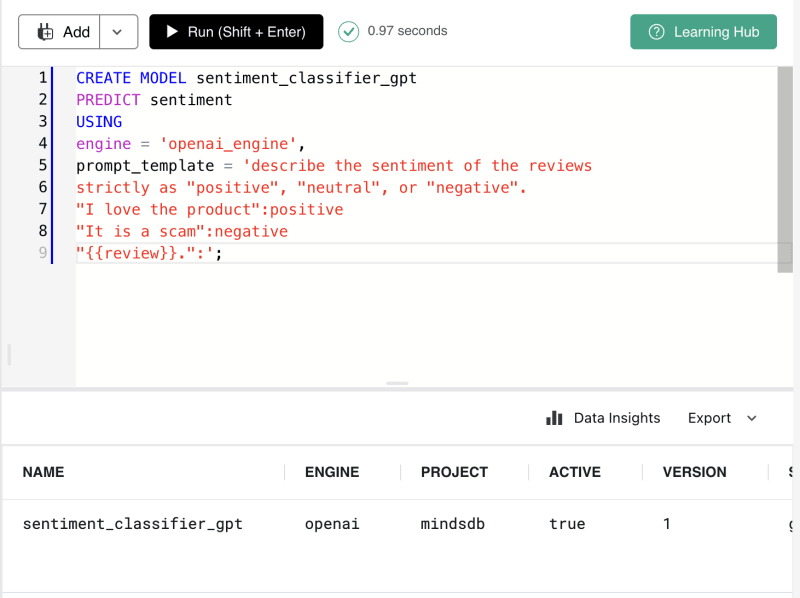 Add
Run (Shift + Enter)
0.97 seconds
Learning Hub
1 CREATE MODEL sentiment_classifier_gpt
2 PREDICT sentiment
3 USING
4 engine = 'openai_engine',
5 prompt_template = 'describe the sentiment of the reviews
6 strictly as "positive", "neutral", or "negative".
7 "I love the product":positive
8 "It is a scam":negative
9 "{{review}}.":';
Data Insights Export
NAME ENGINE PROJECT ACTIVE VERSION
sentiment_classifier_gpt openai mindsdb true 1